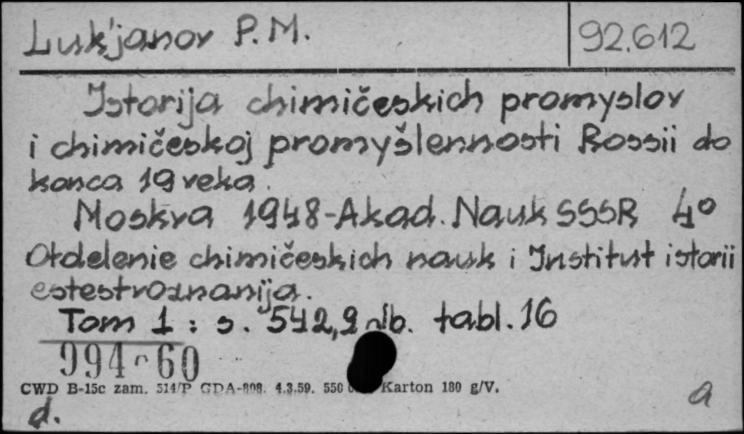 Luk'janov P.M.
92.612
Istorija chimičeskich promyslov
i chimičeskoj promyšlennosti Rossii do
konca 19 veka.
Moskva 1948-Akad. Nauk SSSR 4°
Otdelenie chimičeskich nauk i Institut istorii
estestvoznanija.
Tom 1 : s. 542, 2 tabl. 16
994-60
CWD B-15c zam. 514/P GDA-808. 4.3.59. 550 Karton 180 g/V.
a
d.